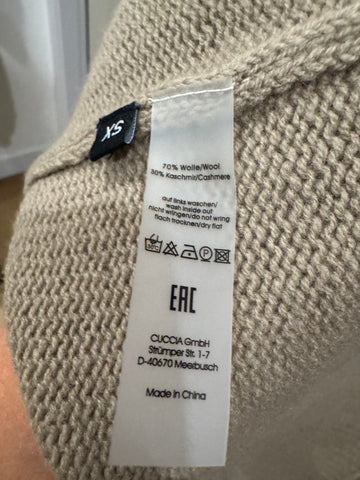 XS
70% Wolle/Wool
30% Kaschmir/Cashmere
auf links waschen/
wash inside out
nicht wringen/do not wring
flach trocknen/dry flat
30°C P
EAC
CUCCIA GmbH
Strümper Str. 1-7
D-40670 Meerbusch
Made in China